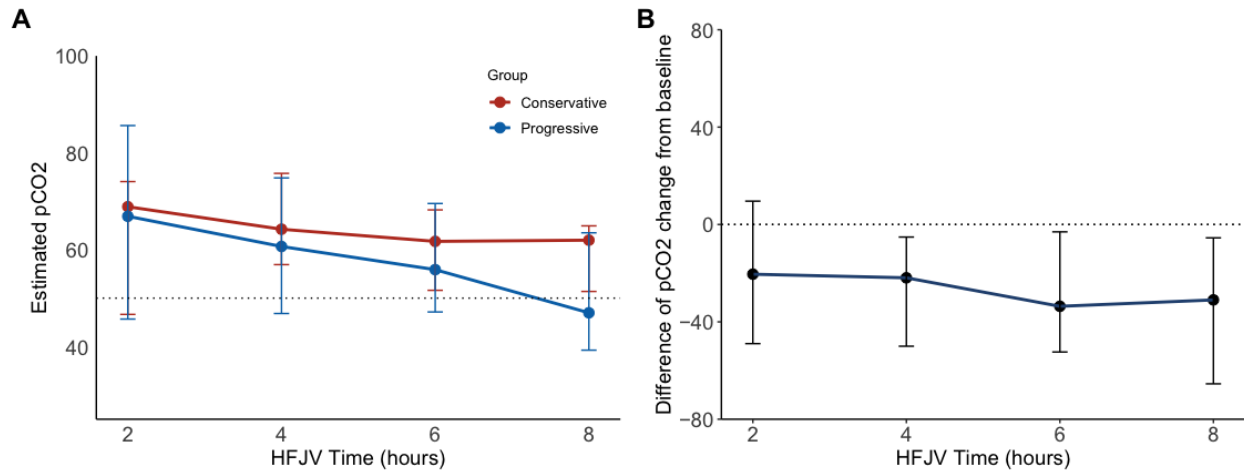 A
Estimated pCO2
100
80
60
40
Group
Conservative
Progressive
2 4 6 8
HFJV Time (hours)
B
Difference of pCO2 change from baseline
80
40
0
−40
−80
2 4 6 8
HFJV Time (hours)